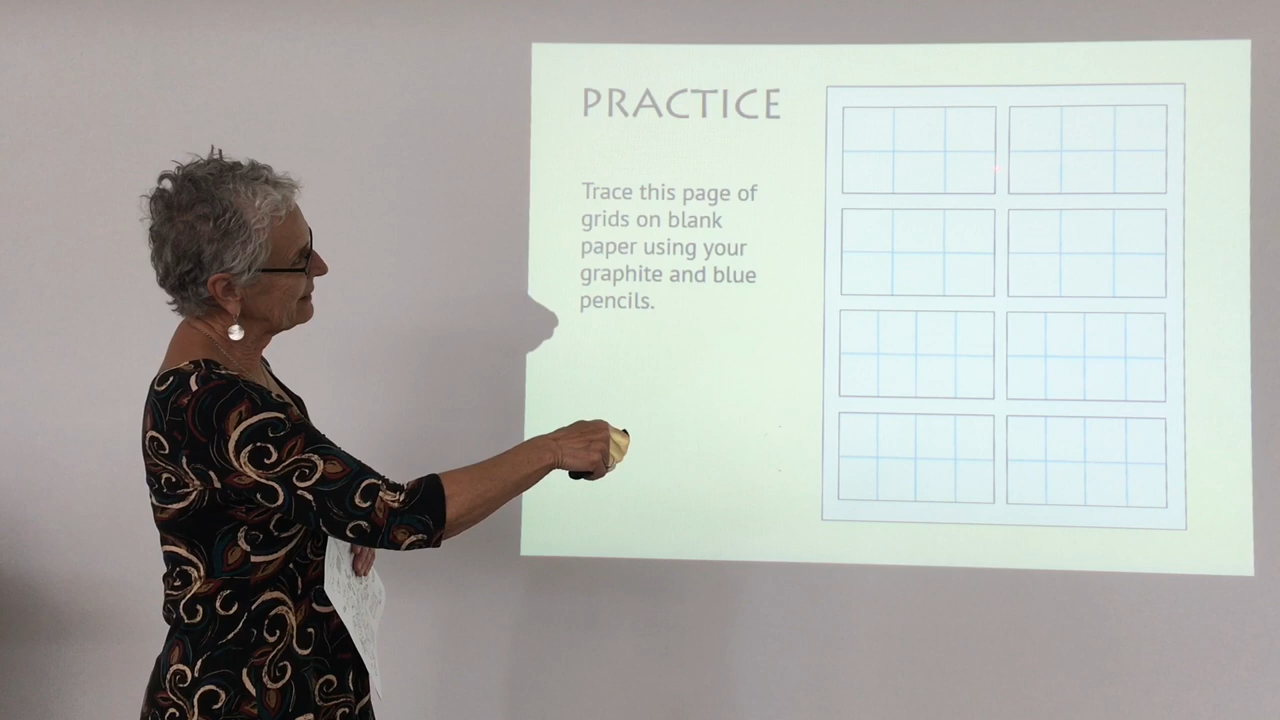 PRACTICE
Trace this page of
grids on blank
paper using your
graphite and blue
pencils.